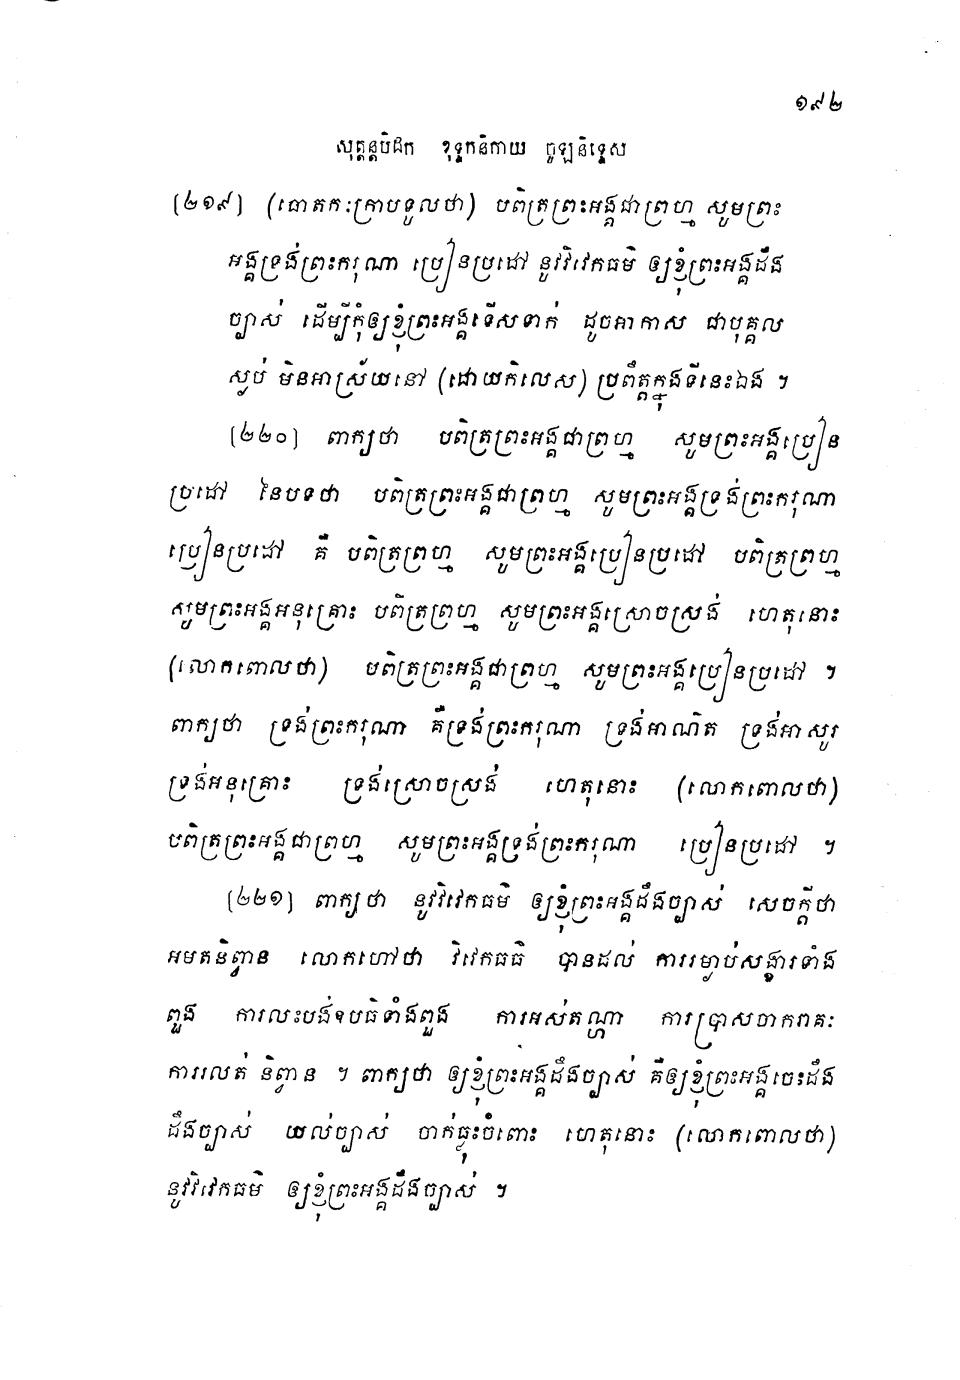 ១៩២
សុត្តន្តបិដក ខុទ្ទកនិកាយ ចូឡនិទ្ទេស
[២១៩] (ធោតកៈក្រាបទូលថា) បពិត្រព្រះអង្គជាព្រហ្ម សូមព្រះ
អង្គទ្រង់ព្រះករុណា ប្រៀនប្រដៅ នូវវិវេកធម៌ ឲ្យខ្ញុំព្រះអង្គដឹង
ច្បាស់ ដើម្បីកុំឲ្យខ្ញុំព្រះអង្គទើសទាក់ ដូចអាកាស ជាបុគ្គល
ស្ងប់ មិនអាស្រ័យនៅ (ដោយកិលេស) ប្រព្រឹត្តក្នុងទីនេះឯង ។
[២២០] ពាក្យថា បពិត្រព្រះអង្គជាព្រហ្ម សូមព្រះអង្គប្រៀន
ប្រដៅ នៃបទថា បពិត្រព្រះអង្គជាព្រហ្ម សូមព្រះអង្គទ្រង់ព្រះករុណា
ប្រៀនប្រដៅ គឺ បពិត្រព្រហ្ម សូមព្រះអង្គប្រៀនប្រដៅ បពិត្រព្រហ្ម
សូមព្រះអង្គអនុគ្រោះ បពិត្រព្រហ្ម សូមព្រះអង្គស្រោចស្រង់ ហេតុនោះ
(លោកពោលថា) បពិត្រព្រះអង្គជាព្រហ្ម សូមព្រះអង្គប្រៀនប្រដៅ ។
ពាក្យថា ទ្រង់ព្រះករុណា គឺទ្រង់ព្រះករុណា ទ្រង់អាណិត ទ្រង់អាសូរ
ទ្រង់អនុគ្រោះ ទ្រង់ស្រោចស្រង់ ហេតុនោះ (លោកពោលថា)
បពិត្រព្រះអង្គជាព្រហ្ម សូមព្រះអង្គទ្រង់ព្រះករុណា ប្រៀនប្រដៅ ។
[២២១] ពាក្យថា នូវវិវេកធម៌ ឲ្យខ្ញុំព្រះអង្គដឹងច្បាស់ សេចក្តីថា
អមតនិព្វាន លោកហៅថា វិវេកធម៌ បានដល់ ការរម្ងាប់សង្ខារទាំង
ពួង ការលះបង់ឧបធិទាំងពួង ការអស់តណ្ហា ការប្រាសចាករាគៈ
ការរលត់ និព្វាន ។ ពាក្យថា ឲ្យខ្ញុំព្រះអង្គដឹងច្បាស់ គឺឲ្យខ្ញុំព្រះអង្គចេះដឹង
ដឹងច្បាស់ យល់ច្បាស់ ចាក់ធ្លុះចំពោះ ហេតុនោះ (លោកពោលថា)
នូវវិវេកធម៌ ឲ្យខ្ញុំព្រះអង្គដឹងច្បាស់ ។